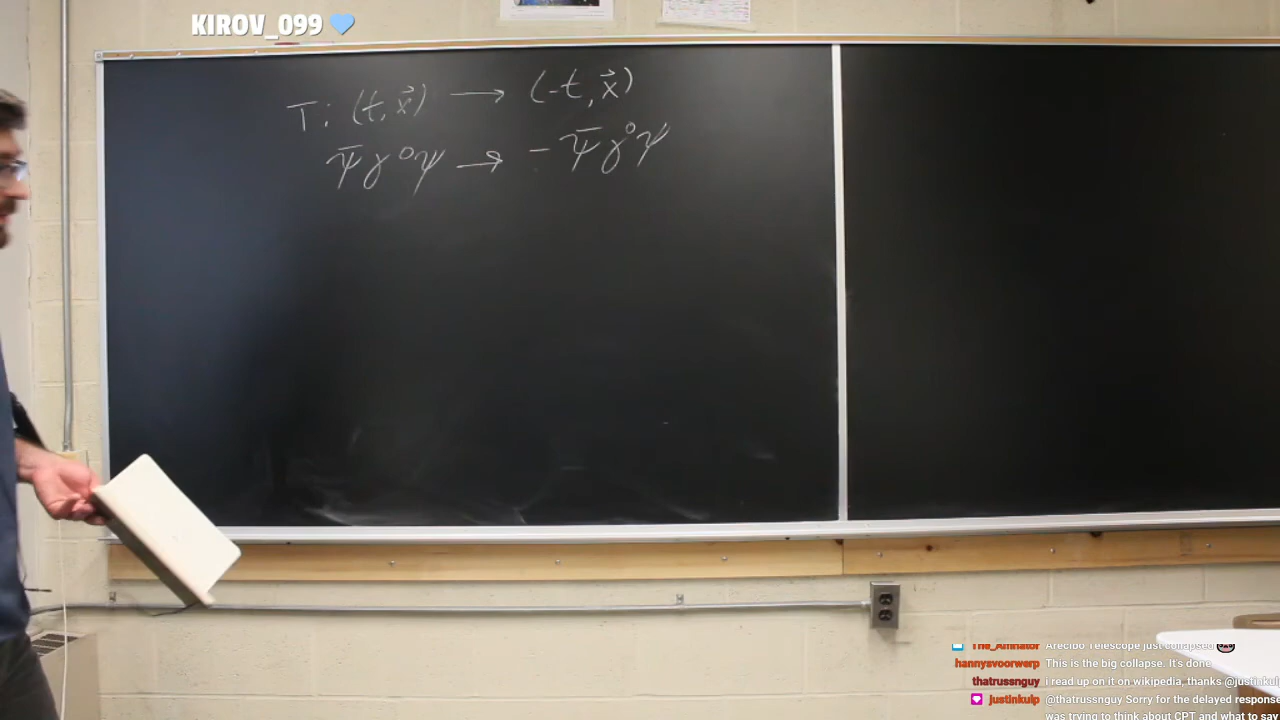 KIROV_099 💙
T: (t, x⃗) → (-t, x⃗)
ψ̄γ⁰ψ → - ψ̄γ⁰ψ
The_Amnator Arecibo Telescope just collapsed
hannysvoorwerp This is the big collapse. It's done
thatrussnguy i read up on it on wikipedia, thanks @justinkulp
justinkulp @thatrussnguy Sorry for the delayed response
was trying to think about CPT and what to say